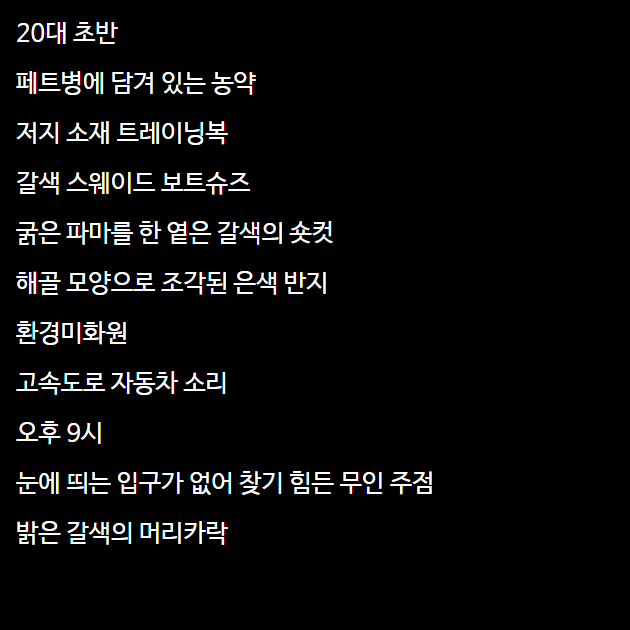 20대 초반
페트병에 담겨 있는 농약
저지 소재 트레이닝복
갈색 스웨이드 보트슈즈
굵은 파마를 한 옅은 갈색의 숏컷
해골 모양으로 조각된 은색 반지
환경미화원
고속도로 자동차 소리
오후 9시
눈에 띄는 입구가 없어 찾기 힘든 무인 주점
밝은 갈색의 머리카락